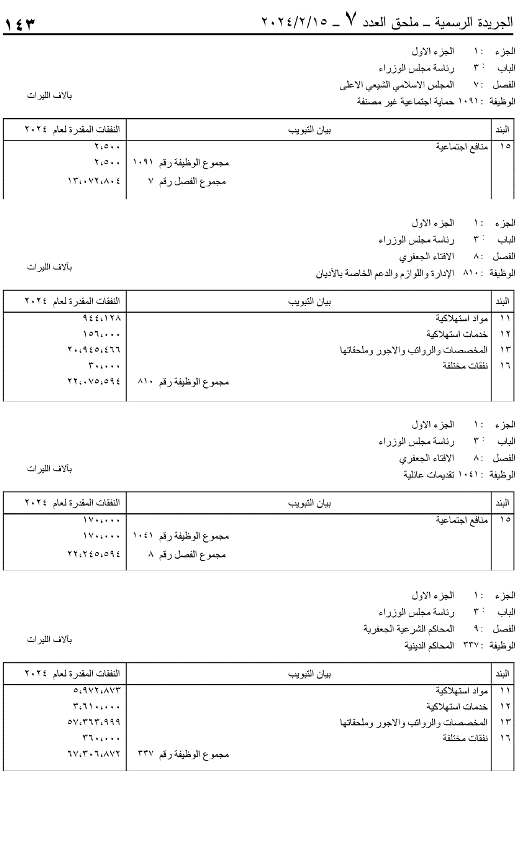 الجريدة الرسمية ــ ملحق العدد ٧ ــ ٢٠٢٤/٢/١٥ ١٤٣
الجزء : ١ الجزء الاول
الباب : ٣ رئاسة مجلس الوزراء
الفصل : ٧ المجلس الاسلامي الشيعي الاعلى
الوظيفة : ١٠٩١ حماية اجتماعية غير مصنفة بآلاف الليرات
البند بيان التبويب النفقات المقدرة لعام ٢٠٢٤
١٥ منافع اجتماعية ٢،٥٠٠
مجموع الوظيفة رقم ١٠٩١ ٢،٥٠٠
مجموع الفصل رقم ٧ ١٣،٠٧٢،٨٠٤
الجزء : ١ الجزء الاول
الباب : ٣ رئاسة مجلس الوزراء
الفصل : ٨ الافتاء الجعفري
الوظيفة : ٨١٠ الإدارة واللوازم والدعم الخاصة بالأديان بآلاف الليرات
البند بيان التبويب النفقات المقدرة لعام ٢٠٢٤
١١ مواد استهلاكية ٩٤٤،١٢٨
١٢ خدمات استهلاكية ١٥٦،٠٠٠
١٣ المخصصات والرواتب والاجور وملحقاتها ٢٠،٩٤٥،٤٦٦
١٦ نفقات مختلفة ٣٠،٠٠٠
مجموع الوظيفة رقم ٨١٠ ٢٢،٠٧٥،٥٩٤
الجزء : ١ الجزء الاول
الباب : ٣ رئاسة مجلس الوزراء
الفصل : ٨ الافتاء الجعفري
الوظيفة : ١٠٤١ تقديمات عائلية بآلاف الليرات
البند بيان التبويب النفقات المقدرة لعام ٢٠٢٤
١٥ منافع اجتماعية ١٧٠،٠٠٠
مجموع الوظيفة رقم ١٠٤١ ١٧٠،٠٠٠
مجموع الفصل رقم ٨ ٢٢،٢٤٥،٥٩٤
الجزء : ١ الجزء الاول
الباب : ٣ رئاسة مجلس الوزراء
الفصل : ٩ المحاكم الشرعية الجعفرية
الوظيفة : ٣٣٧ المحاكم الدينية بآلاف الليرات
البند بيان التبويب النفقات المقدرة لعام ٢٠٢٤
١١ مواد استهلاكية ٥،٩٧٢،٨٧٣
١٢ خدمات استهلاكية ٣،٦١٠،٠٠٠
١٣ المخصصات والرواتب والاجور وملحقاتها ٥٧،٣٦٣،٩٩٩
١٦ نفقات مختلفة ٣٦٠،٠٠٠
مجموع الوظيفة رقم ٣٣٧ ٦٧،٣٠٦،٨٧٢